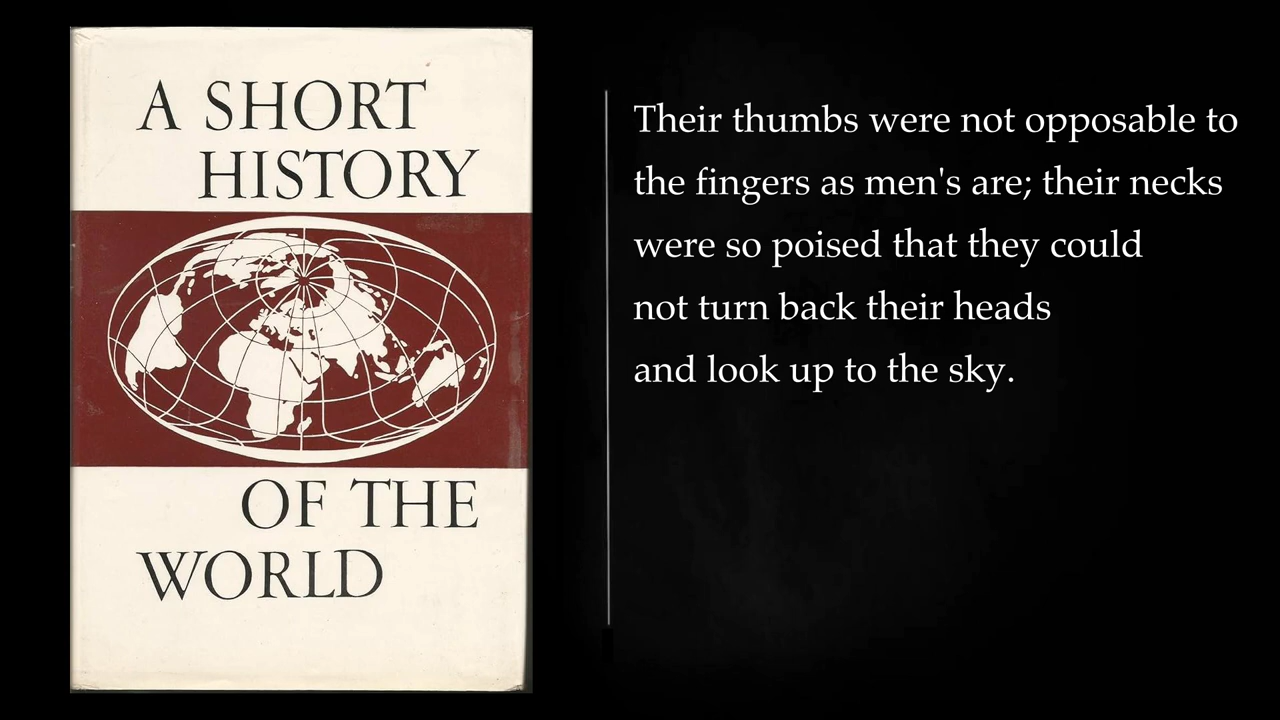 A SHORT
HISTORY
OF THE
WORLD
Their thumbs were not opposable to
the fingers as men's are; their necks
were so poised that they could
not turn back their heads
and look up to the sky.